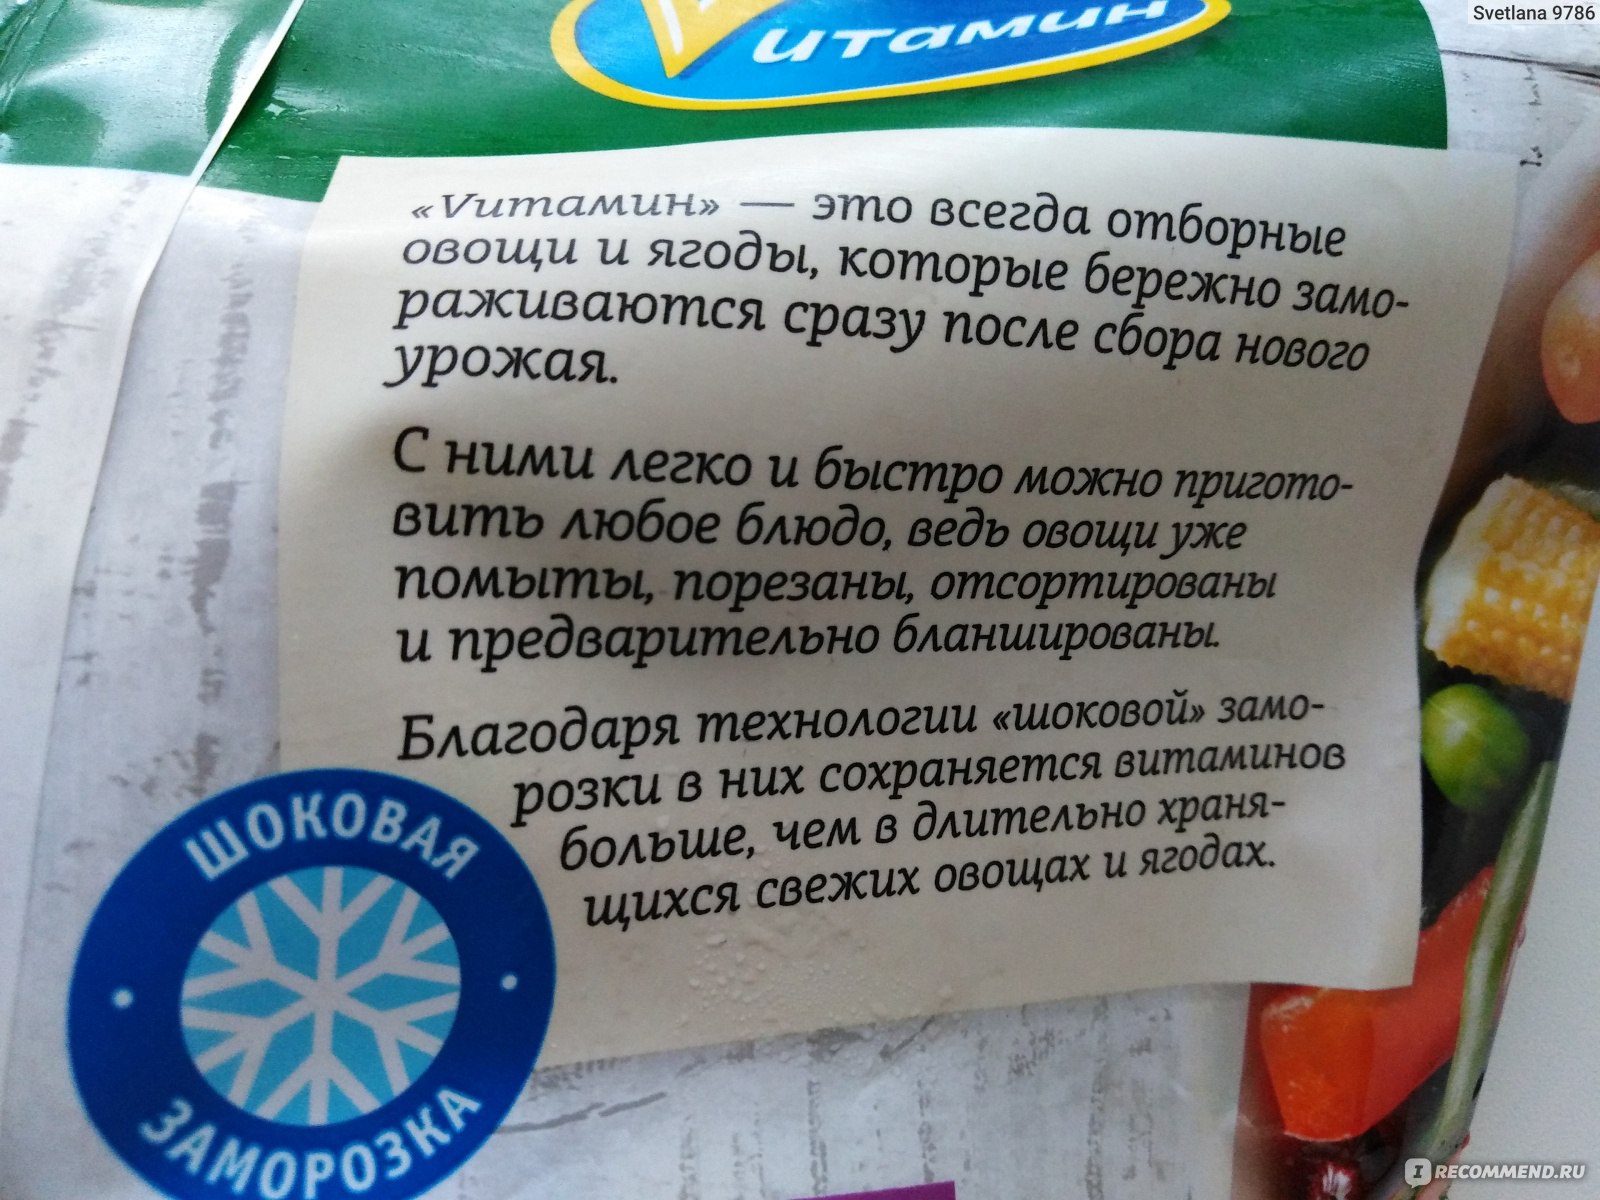 Svetlana 9786
Vитамин
«Vитамин» — это всегда отборные
овощи и ягоды, которые бережно замо-
раживаются сразу после сбора нового
урожая.
С ними легко и быстро можно пригото-
вить любое блюдо, ведь овощи уже
помыты, порезаны, отсортированы
и предварительно бланшированы.
Благодаря технологии «шоковой» замо-
розки в них сохраняется витаминов
больше, чем в длительно храня-
щихся свежих овощах и ягодах.
ШОКОВАЯ
ЗАМОРОЗКА
I RECOMMEND.RU